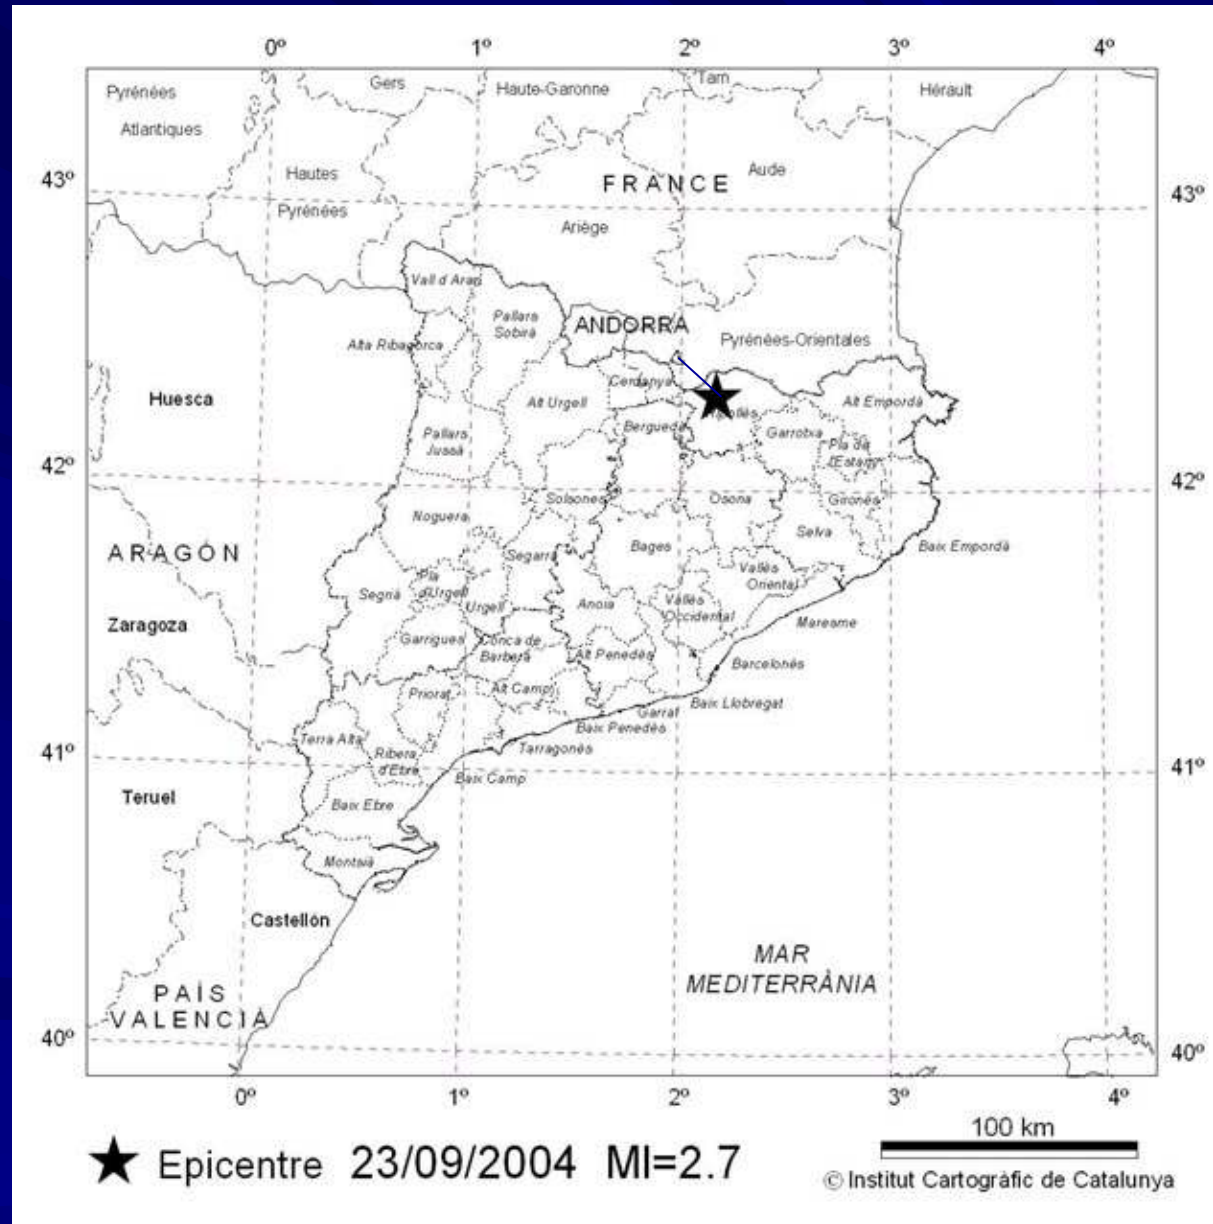 0º 1º 2º 3º 4º
Pyrénées
Atlantiques
Gers
Haute-Garonne
Tarn
Hérault
Hautes
Pyrénées
43º
FRANCE
Aude
43º
Ariège
Vall d'Aran
Pallars
Sobirà
ANDORRA
Alta Ribagorça
Pyrénées-Orientales
Huesca
Cerdanya
Alt Urgell
Ripollès
Alt Empordà
Pallars
Jussà
Berguedà
Garrotxa
Pla de
l'Estany
42º
42º
Solsonès
Osona
Gironès
Noguera
Selva
ARAGÓN
Segarra
Bages
Baix Empordà
Segrià
Pla
d'Urgell
Urgell
Anoia
Vallès
Oriental
Vallès
Occidental
Maresme
Zaragoza
Garrigues
Conca de
Barberà
Alt Penedès
Barcelonès
Priorat
Alt Camp
Baix Llobregat
Garraf
Baix Penedès
Terra Alta
Tarragonès
41º
Ribera
d'Ebre
Baix Camp
41º
Teruel
Baix Ebre
Montsià
Castellón
MAR
MEDITERRÀNIA
PAÍS
VALENCIÀ
40º
40º
0º 1º 2º 3º 4º
Epicentre 23/09/2004 Ml=2.7
100 km
© Institut Cartogràfic de Catalunya